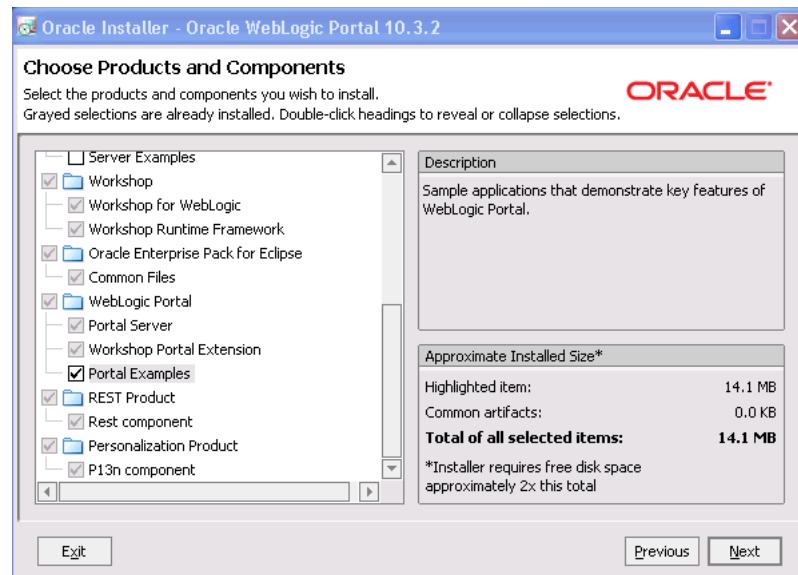 Oracle Installer - Oracle WebLogic Portal 10.3.2
Choose Products and Components
Select the products and components you wish to install.
Grayed selections are already installed. Double-click headings to reveal or collapse selections.
ORACLE
Server Examples
Workshop
Workshop for WebLogic
Workshop Runtime Framework
Oracle Enterprise Pack for Eclipse
Common Files
WebLogic Portal
Portal Server
Workshop Portal Extension
Portal Examples
REST Product
Rest component
Personalization Product
P13n component
Description
Sample applications that demonstrate key features of
WebLogic Portal.
Approximate Installed Size*
Highlighted item: 14.1 MB
Common artifacts: 0.0 KB
Total of all selected items: 14.1 MB
*Installer requires free disk space
approximately 2x this total
Exit
Previous
Next